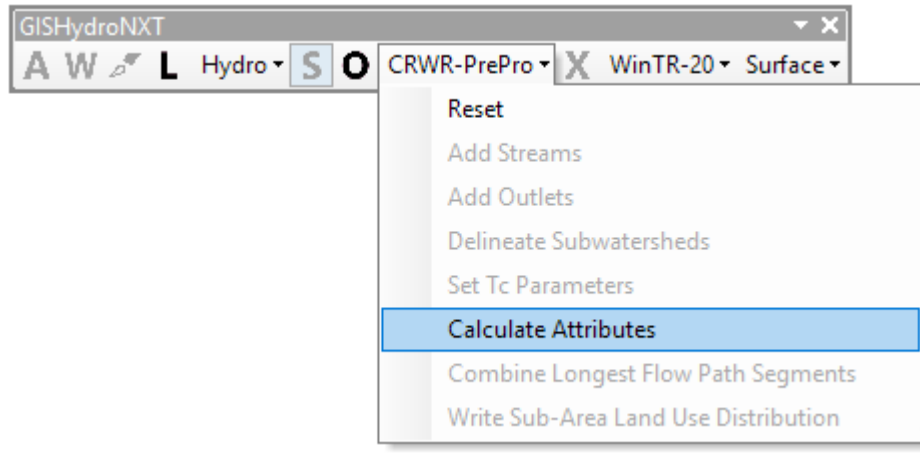 GISHydroNXT
A W L Hydro S O CRWR-PrePro X WinTR-20 Surface
Reset
Add Streams
Add Outlets
Delineate Subwatersheds
Set Tc Parameters
Calculate Attributes
Combine Longest Flow Path Segments
Write Sub-Area Land Use Distribution